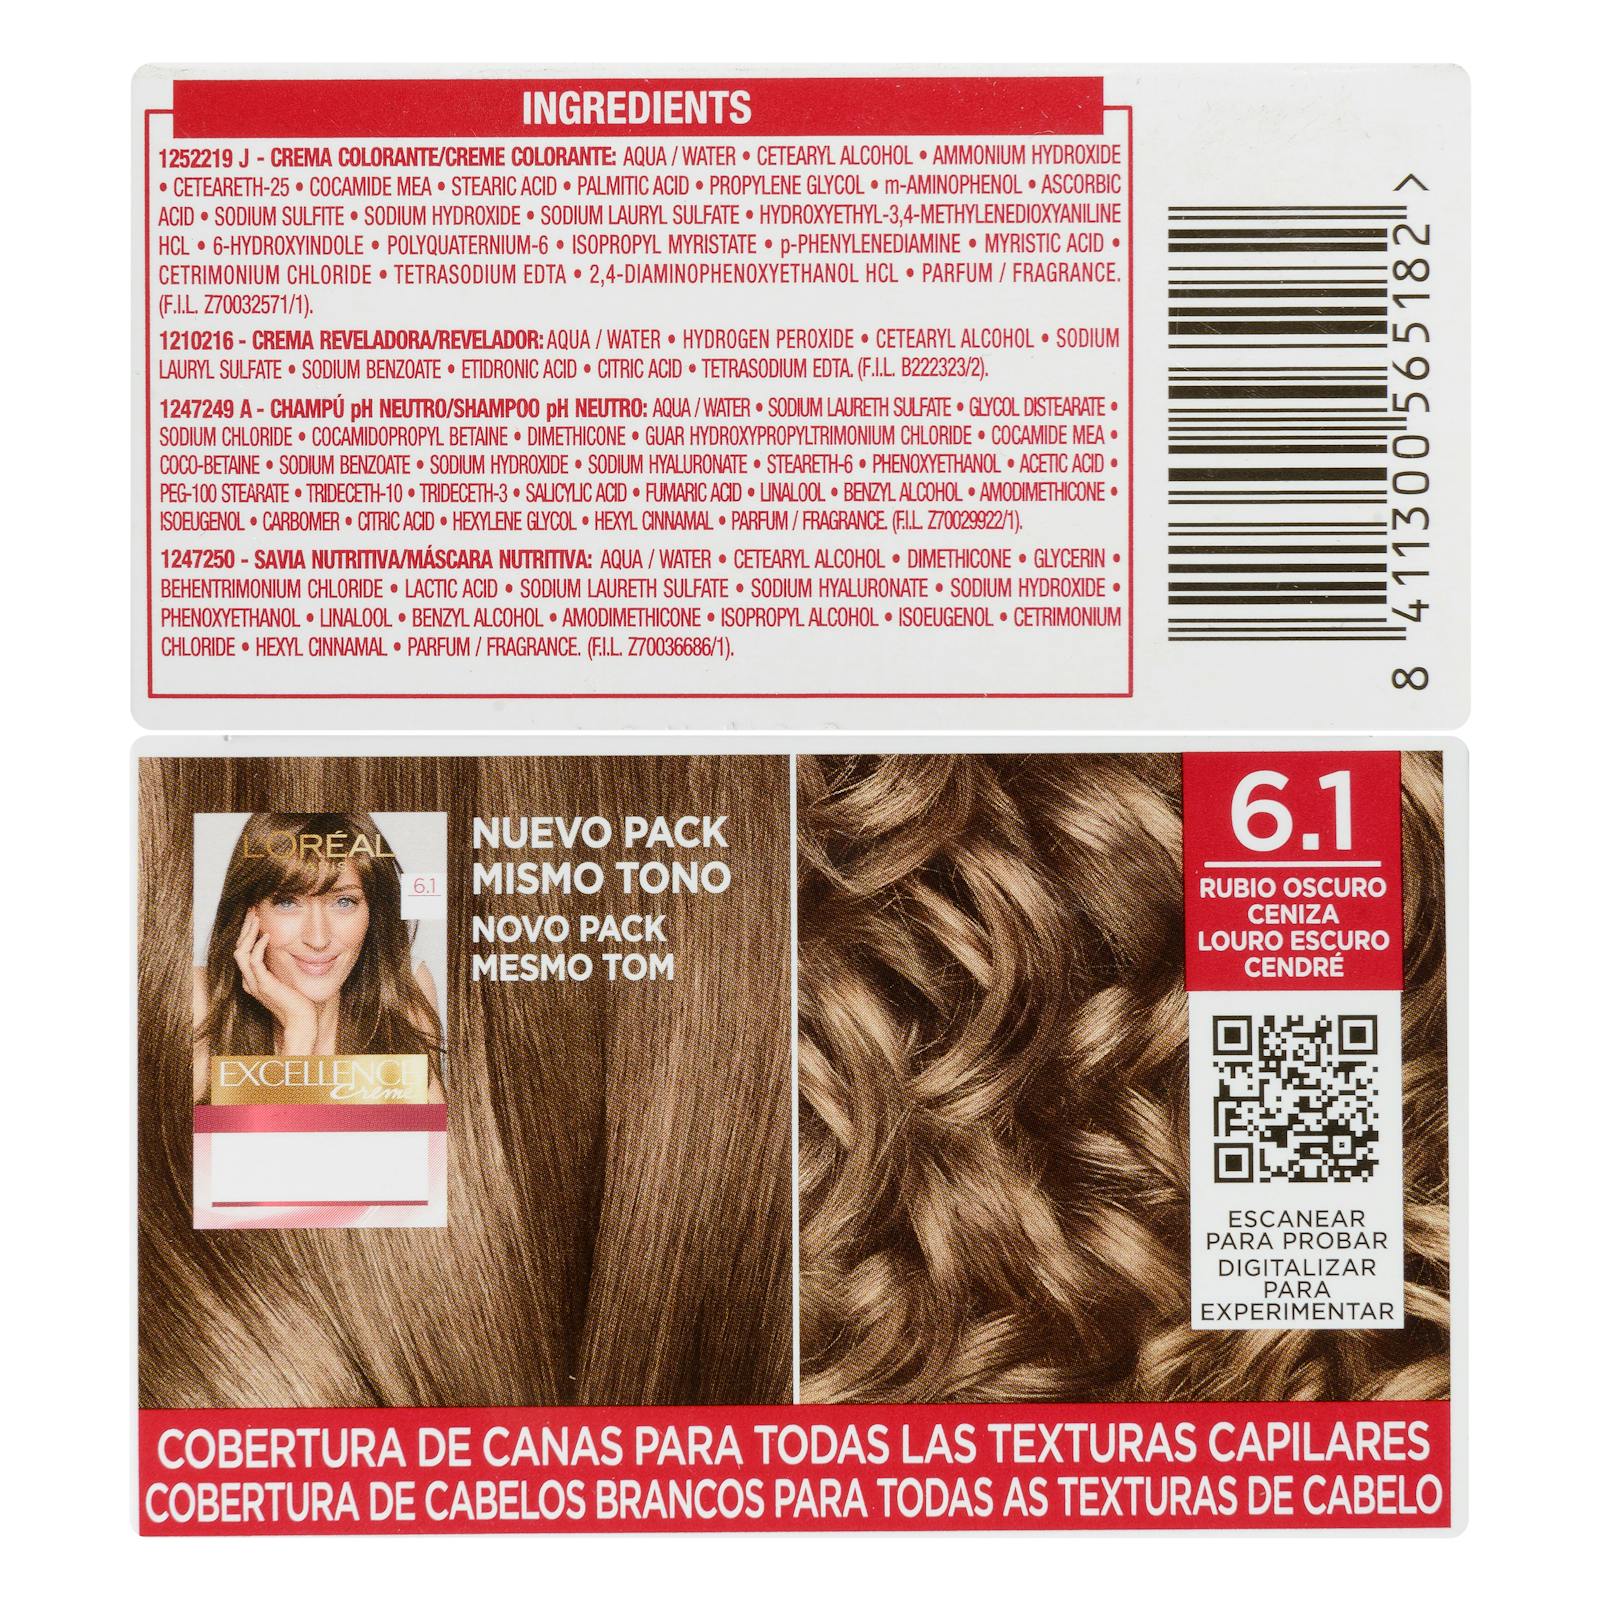 INGREDIENTS
1252219 J - CREMA COLORANTE/CREME COLORANTE: AQUA / WATER • CETEARYL ALCOHOL • AMMONIUM HYDROXIDE
• CETEARETH-25 • COCAMIDE MEA • STEARIC ACID • PALMITIC ACID • PROPYLENE GLYCOL • m-AMINOPHENOL • ASCORBIC
ACID • SODIUM SULFITE • SODIUM HYDROXIDE • SODIUM LAURYL SULFATE • HYDROXYETHYL-3,4-METHYLENEDIOXYANILINE
HCL • 6-HYDROXYINDOLE • POLYQUATERNIUM-6 • ISOPROPYL MYRISTATE • p-PHENYLENEDIAMINE • MYRISTIC ACID •
CETRIMONIUM CHLORIDE • TETRASODIUM EDTA • 2,4-DIAMINOPHENOXYETHANOL HCL • PARFUM / FRAGRANCE.
(F.I.L. Z70032571/1).
1210216 - CREMA REVELADORA/REVELADOR: AQUA / WATER • HYDROGEN PEROXIDE • CETEARYL ALCOHOL • SODIUM
LAURYL SULFATE • SODIUM BENZOATE • ETIDRONIC ACID • CITRIC ACID • TETRASODIUM EDTA. (F.I.L. B222323/2).
1247249 A - CHAMPÚ pH NEUTRO/SHAMPOO pH NEUTRO: AQUA / WATER • SODIUM LAURETH SULFATE • GLYCOL DISTEARATE •
SODIUM CHLORIDE • COCAMIDOPROPYL BETAINE • DIMETHICONE • GUAR HYDROXYPROPYLTRIMONIUM CHLORIDE • COCAMIDE MEA •
COCO-BETAINE • SODIUM BENZOATE • SODIUM HYDROXIDE • SODIUM HYALURONATE • STEARETH-6 • PHENOXYETHANOL • ACETIC ACID •
PEG-100 STEARATE • TRIDECETH-10 • TRIDECETH-3 • SALICYLIC ACID • FUMARIC ACID • LINALOOL • BENZYL ALCOHOL • AMODIMETHICONE •
ISOEUGENOL • CARBOMER • CITRIC ACID • HEXYLENE GLYCOL • HEXYL CINNAMAL • PARFUM / FRAGRANCE. (F.I.L. Z70029922/1).
1247250 - SAVIA NUTRITIVA/MÁSCARA NUTRITIVA: AQUA / WATER • CETEARYL ALCOHOL • DIMETHICONE • GLYCERIN •
BEHENTRIMONIUM CHLORIDE • LACTIC ACID • SODIUM LAURETH SULFATE • SODIUM HYALURONATE • SODIUM HYDROXIDE •
PHENOXYETHANOL • LINALOOL • BENZYL ALCOHOL • AMODIMETHICONE • ISOPROPYL ALCOHOL • ISOEUGENOL • CETRIMONIUM
CHLORIDE • HEXYL CINNAMAL • PARFUM / FRAGRANCE. (F.I.L. Z70036686/1).
8 411300 565182 >
L'ORÉAL
6.1
EXCELLENCE
Crème
NUEVO PACK
MISMO TONO
NOVO PACK
MESMO TOM
6.1
RUBIO OSCURO
CENIZA
LOURO ESCURO
CENDRÉ
ESCANEAR
PARA PROBAR
DIGITALIZAR
PARA
EXPERIMENTAR
COBERTURA DE CANAS PARA TODAS LAS TEXTURAS CAPILARES
COBERTURA DE CABELOS BRANCOS PARA TODAS AS TEXTURAS DE CABELO